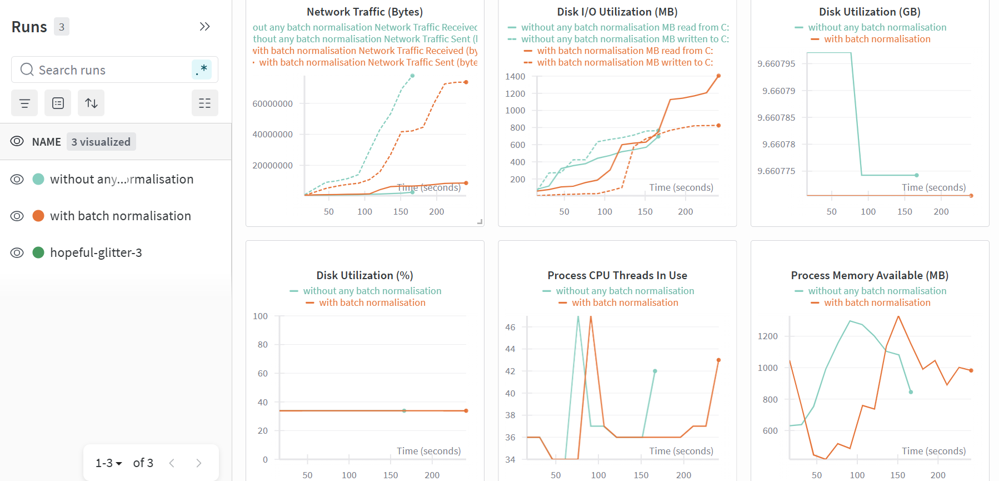 Runs 3
Search runs
.*
NAME 3 visualized
without any...rmalisation
with batch normalisation
hopeful-glitter-3
1-3 of 3
Network Traffic (Bytes)
out any batch normalisation Network Traffic Received
thout any batch normalisation Network Traffic Sent (
with batch normalisation Network Traffic Received (by
with batch normalisation Network Traffic Sent (byte
60000000
40000000
20000000
Time (seconds)
50 100 150 200
Disk I/O Utilization (MB)
without any batch normalisation MB read from C:
without any batch normalisation MB written to C:
with batch normalisation MB read from C:
with batch normalisation MB written to C:
1400
1200
1000
800
600
400
200
Time (seconds)
50 100 150 200
Disk Utilization (GB)
without any batch normalisation
with batch normalisation
9.660795
9.66079
9.660785
9.66078
9.660775
Time (seconds)
50 100 150 200
Disk Utilization (%)
without any batch normalisation
with batch normalisation
100
80
60
40
20
0
Time (seconds)
50 100 150 200
Process CPU Threads In Use
without any batch normalisation
with batch normalisation
46
44
42
40
38
36
34
Time (seconds)
50 100 150 200
Process Memory Available (MB)
without any batch normalisation
with batch normalisation
1200
1000
800
600
Time (seconds)
50 100 150 200